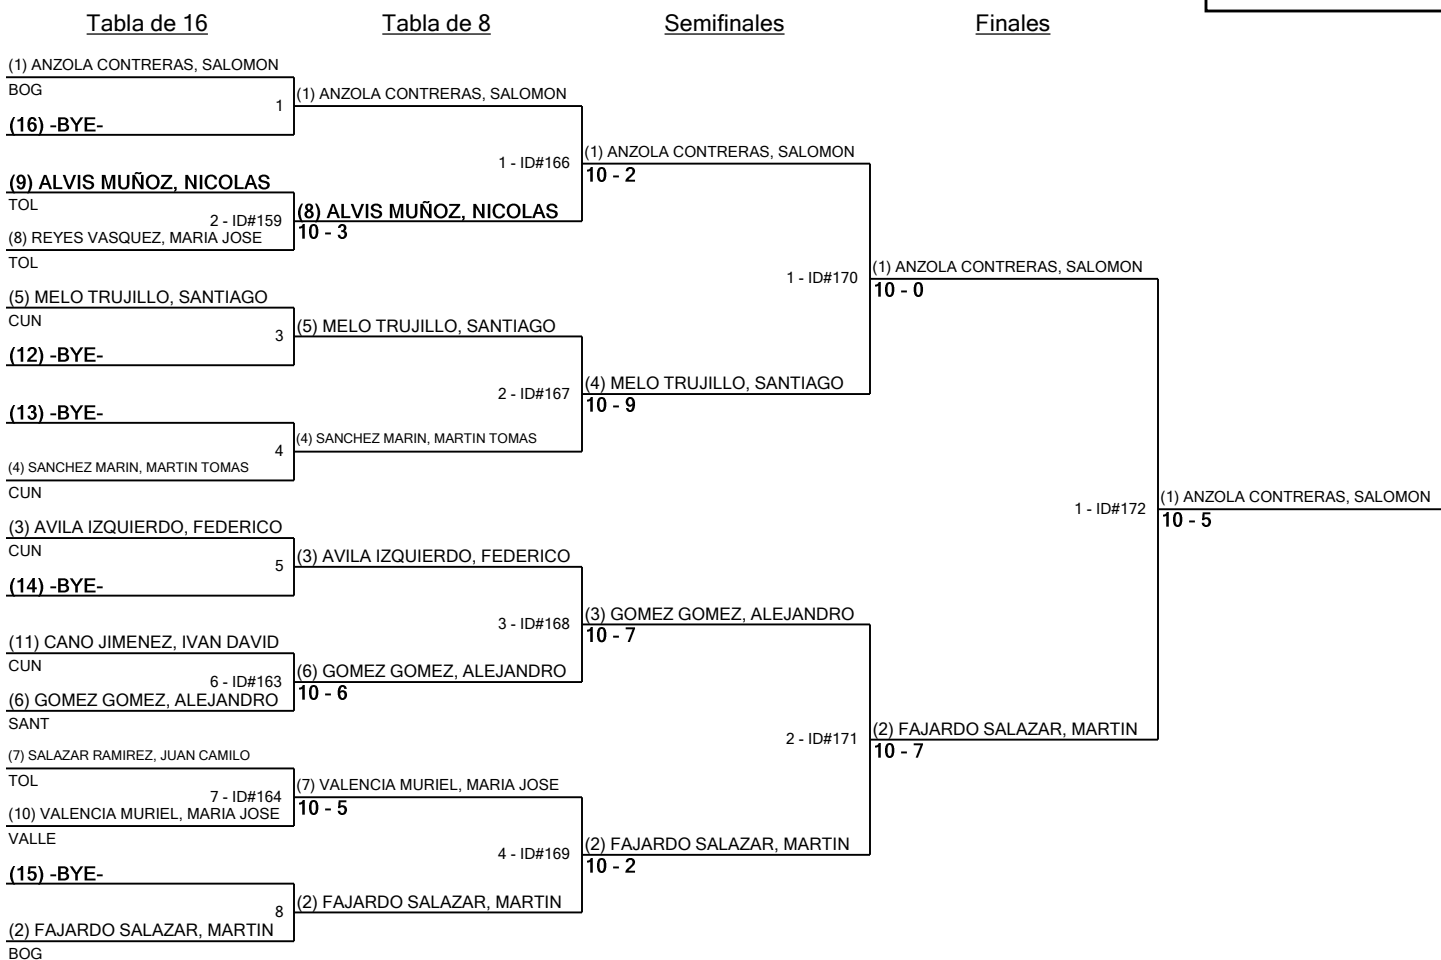 Tabla de 16
Tabla de 8
Semifinales
Finales
(1) ANZOLA CONTRERAS, SALOMON
BOG
1
(16) -BYE-
(9) ALVIS MUÑOZ, NICOLAS
TOL
2 - ID#159
(8) REYES VASQUEZ, MARIA JOSE
TOL
(5) MELO TRUJILLO, SANTIAGO
CUN
3
(12) -BYE-
(13) -BYE-
4
(4) SANCHEZ MARIN, MARTIN TOMAS
CUN
(3) AVILA IZQUIERDO, FEDERICO
CUN
5
(14) -BYE-
(11) CANO JIMENEZ, IVAN DAVID
CUN
6 - ID#163
(6) GOMEZ GOMEZ, ALEJANDRO
SANT
(7) SALAZAR RAMIREZ, JUAN CAMILO
TOL
7 - ID#164
(10) VALENCIA MURIEL, MARIA JOSE
VALLE
(15) -BYE-
8
(2) FAJARDO SALAZAR, MARTIN
BOG
(1) ANZOLA CONTRERAS, SALOMON
1 - ID#166
(8) ALVIS MUÑOZ, NICOLAS
10 - 3
(5) MELO TRUJILLO, SANTIAGO
2 - ID#167
(4) SANCHEZ MARIN, MARTIN TOMAS
(3) AVILA IZQUIERDO, FEDERICO
3 - ID#168
(6) GOMEZ GOMEZ, ALEJANDRO
10 - 6
(7) VALENCIA MURIEL, MARIA JOSE
10 - 5
4 - ID#169
(2) FAJARDO SALAZAR, MARTIN
(1) ANZOLA CONTRERAS, SALOMON
10 - 2
1 - ID#170
(4) MELO TRUJILLO, SANTIAGO
10 - 9
(3) GOMEZ GOMEZ, ALEJANDRO
10 - 7
2 - ID#171
(2) FAJARDO SALAZAR, MARTIN
10 - 2
(1) ANZOLA CONTRERAS, SALOMON
10 - 0
1 - ID#172
(2) FAJARDO SALAZAR, MARTIN
10 - 7
(1) ANZOLA CONTRERAS, SALOMON
10 - 5